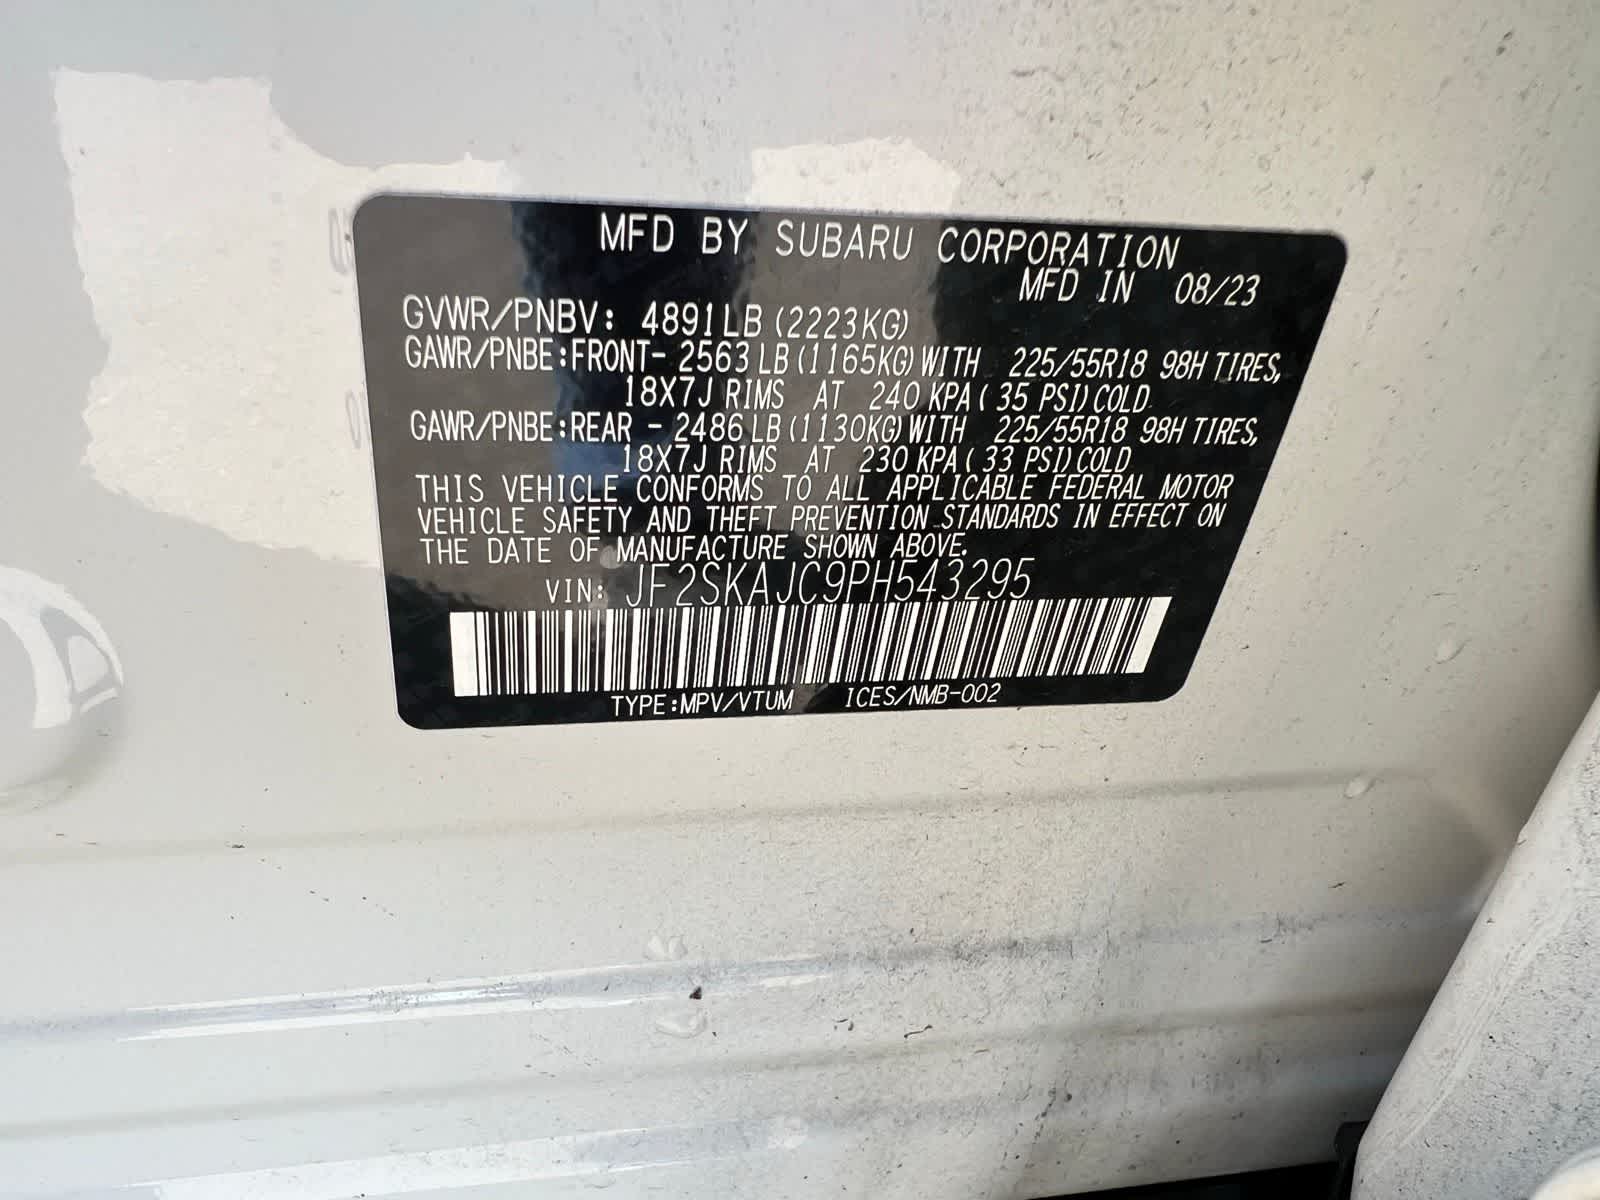 MFD BY SUBARU CORPORATION
MFD IN 08/23
GVWR/PNBV: 4891LB (2223KG)
GAWR/PNBE:FRONT- 2563 LB(1165KG)WITH 225/55R18 98H TIRES,
18X7J RIMS AT 240 KPA( 35 PSI)COLD.
GAWR/PNBE:REAR - 2486 LB(1130KG)WITH 225/55R18 98H TIRES,
18X7J RIMS AT 230 KPA( 33 PSI)COLD
THIS VEHICLE CONFORMS TO ALL APPLICABLE FEDERAL MOTOR
VEHICLE SAFETY AND THEFT PREVENTION STANDARDS IN EFFECT ON
THE DATE OF MANUFACTURE SHOWN ABOVE.
VIN: JF2SKAJC9PH543295
TYPE:MPV/VTUM ICES/NMB-002